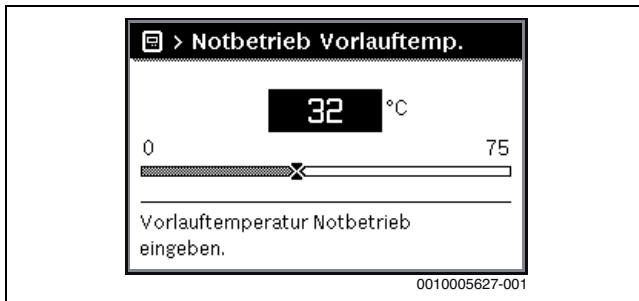 > Notbetrieb Vorlauftemp.
32 °C
0 75
Vorlauftemperatur Notbetrieb
eingeben.
0010005627-001